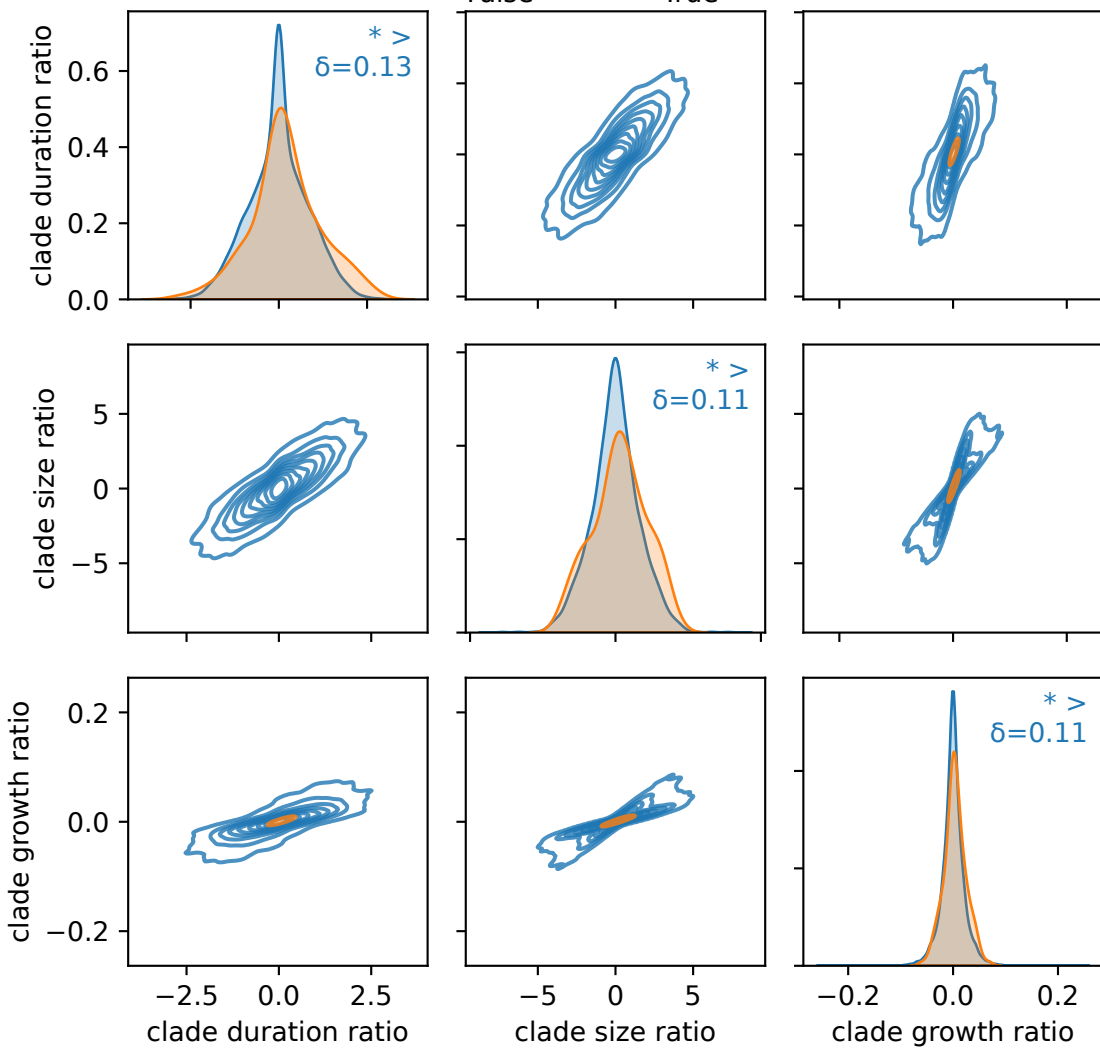 clade duration ratio
0.6
0.4
0.2
0.0
* >
δ=0.13
clade size ratio
5
0
−5
* >
δ=0.11
clade growth ratio
0.2
0.0
−0.2
* >
δ=0.11
−2.5 0.0 2.5
−5 0 5
−0.2 0.0 0.2
clade duration ratio
clade size ratio
clade growth ratio